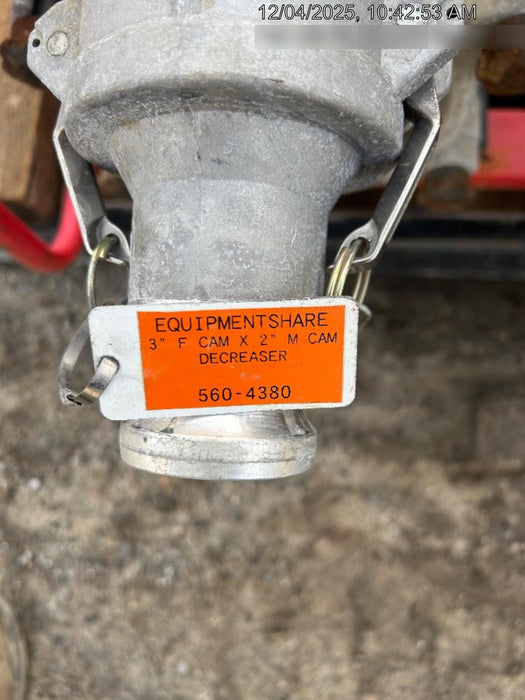 12/04/2025, 10:42:53 AM
EQUIPMENTSHARE
3" F CAM X 2" M CAM
DECREASER
560-4380